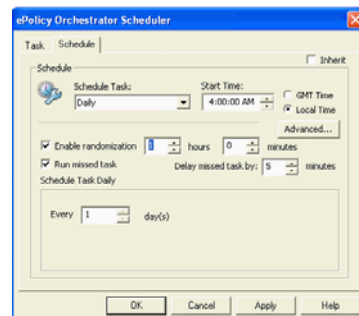 ePolicy Orchestrator Scheduler
Task Schedule
Inherit
Schedule
Schedule Task: Start Time:
Daily 4:00:00 AM GMT Time
Local Time
Advanced...
Enable randomization 1 hours 0 minutes
Run missed task Delay missed task by: 5 minutes
Schedule Task Daily
Every 1 day(s)
OK Cancel Apply Help